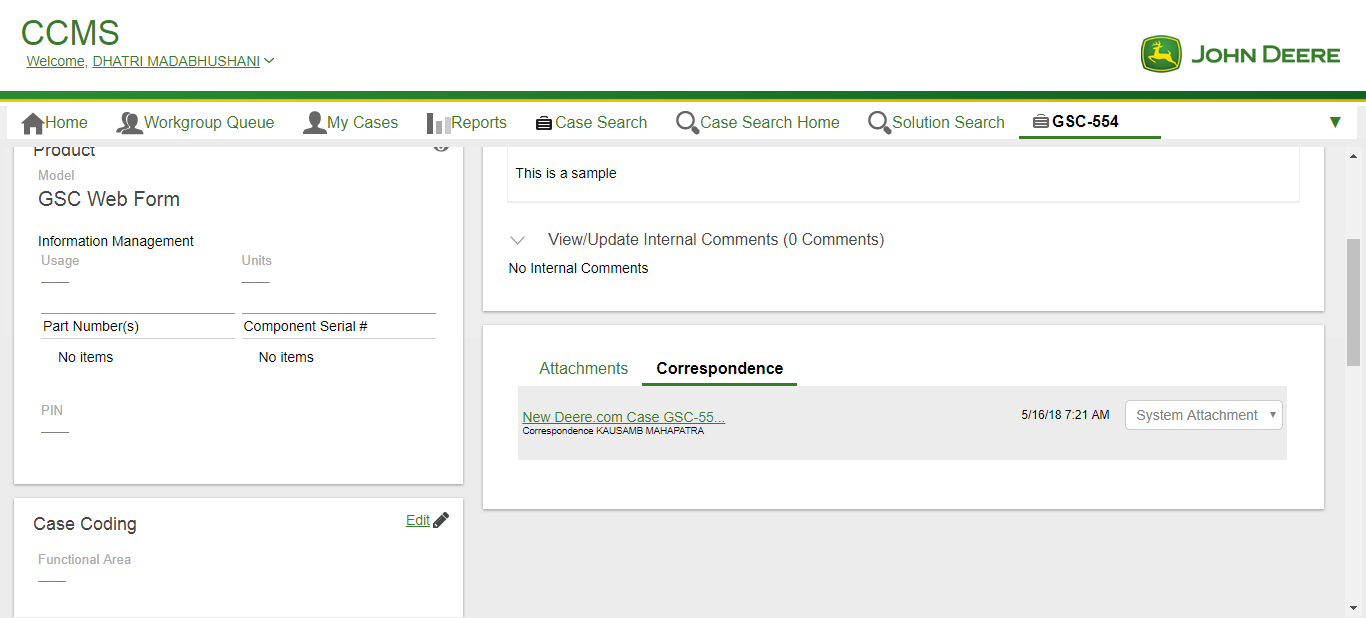 CCMS
Welcome, DHATRI MADABHUSHANI
JOHN DEERE
Home
Workgroup Queue
My Cases
Reports
Case Search
Case Search Home
Solution Search
GSC-554
Product
Model
GSC Web Form
Information Management
Usage
Units
Part Number(s)
Component Serial #
No items
No items
PIN
Case Coding
Edit
Functional Area
This is a sample
View/Update Internal Comments (0 Comments)
No Internal Comments
Attachments
Correspondence
New Deere.com Case GSC-55...
Correspondence KAUSAMB MAHAPATRA
5/16/18 7:21 AM
System Attachment